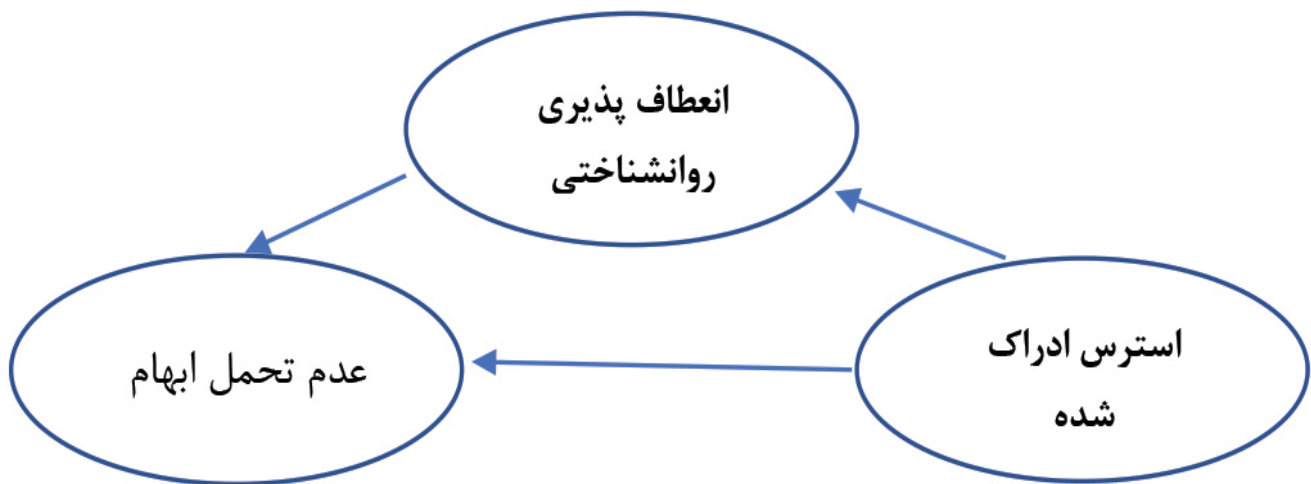 انعطاف پذیری
روانشناختی
استرس ادراک
شده
عدم تحمل ابهام